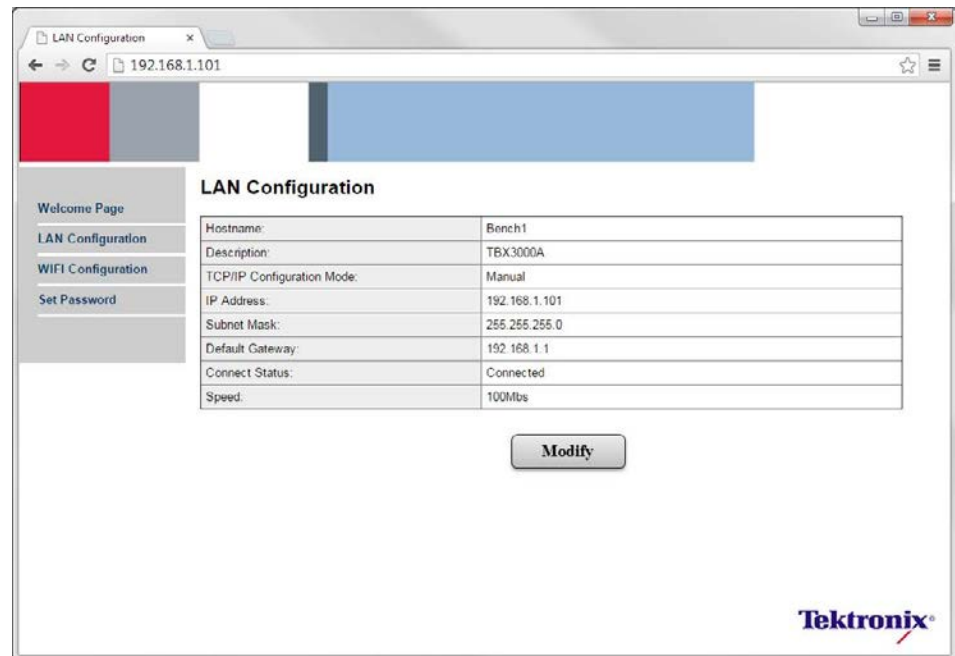 LAN Configuration
192.168.1.101
LAN Configuration
Welcome Page
LAN Configuration
WIFI Configuration
Set Password
Hostname: Bench1
Description: TBX3000A
TCP/IP Configuration Mode: Manual
IP Address: 192.168.1.101
Subnet Mask: 255.255.255.0
Default Gateway: 192.168.1.1
Connect Status: Connected
Speed: 100Mbs
Modify
Tektronix